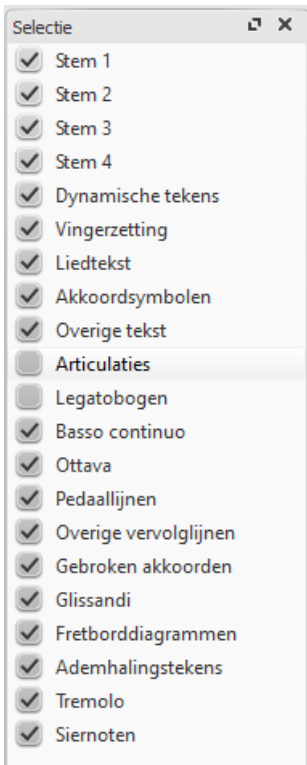 Selectie
Stem 1
Stem 2
Stem 3
Stem 4
Dynamische tekens
Vingerzetting
Liedtekst
Akkoordsymbolen
Overige tekst
Articulaties
Legatobogen
Basso continuo
Ottava
Pedaallijnen
Overige vervolglijnen
Gebroken akkoorden
Glissandi
Fretborddiagrammen
Ademhalingstekens
Tremolo
Siernoten